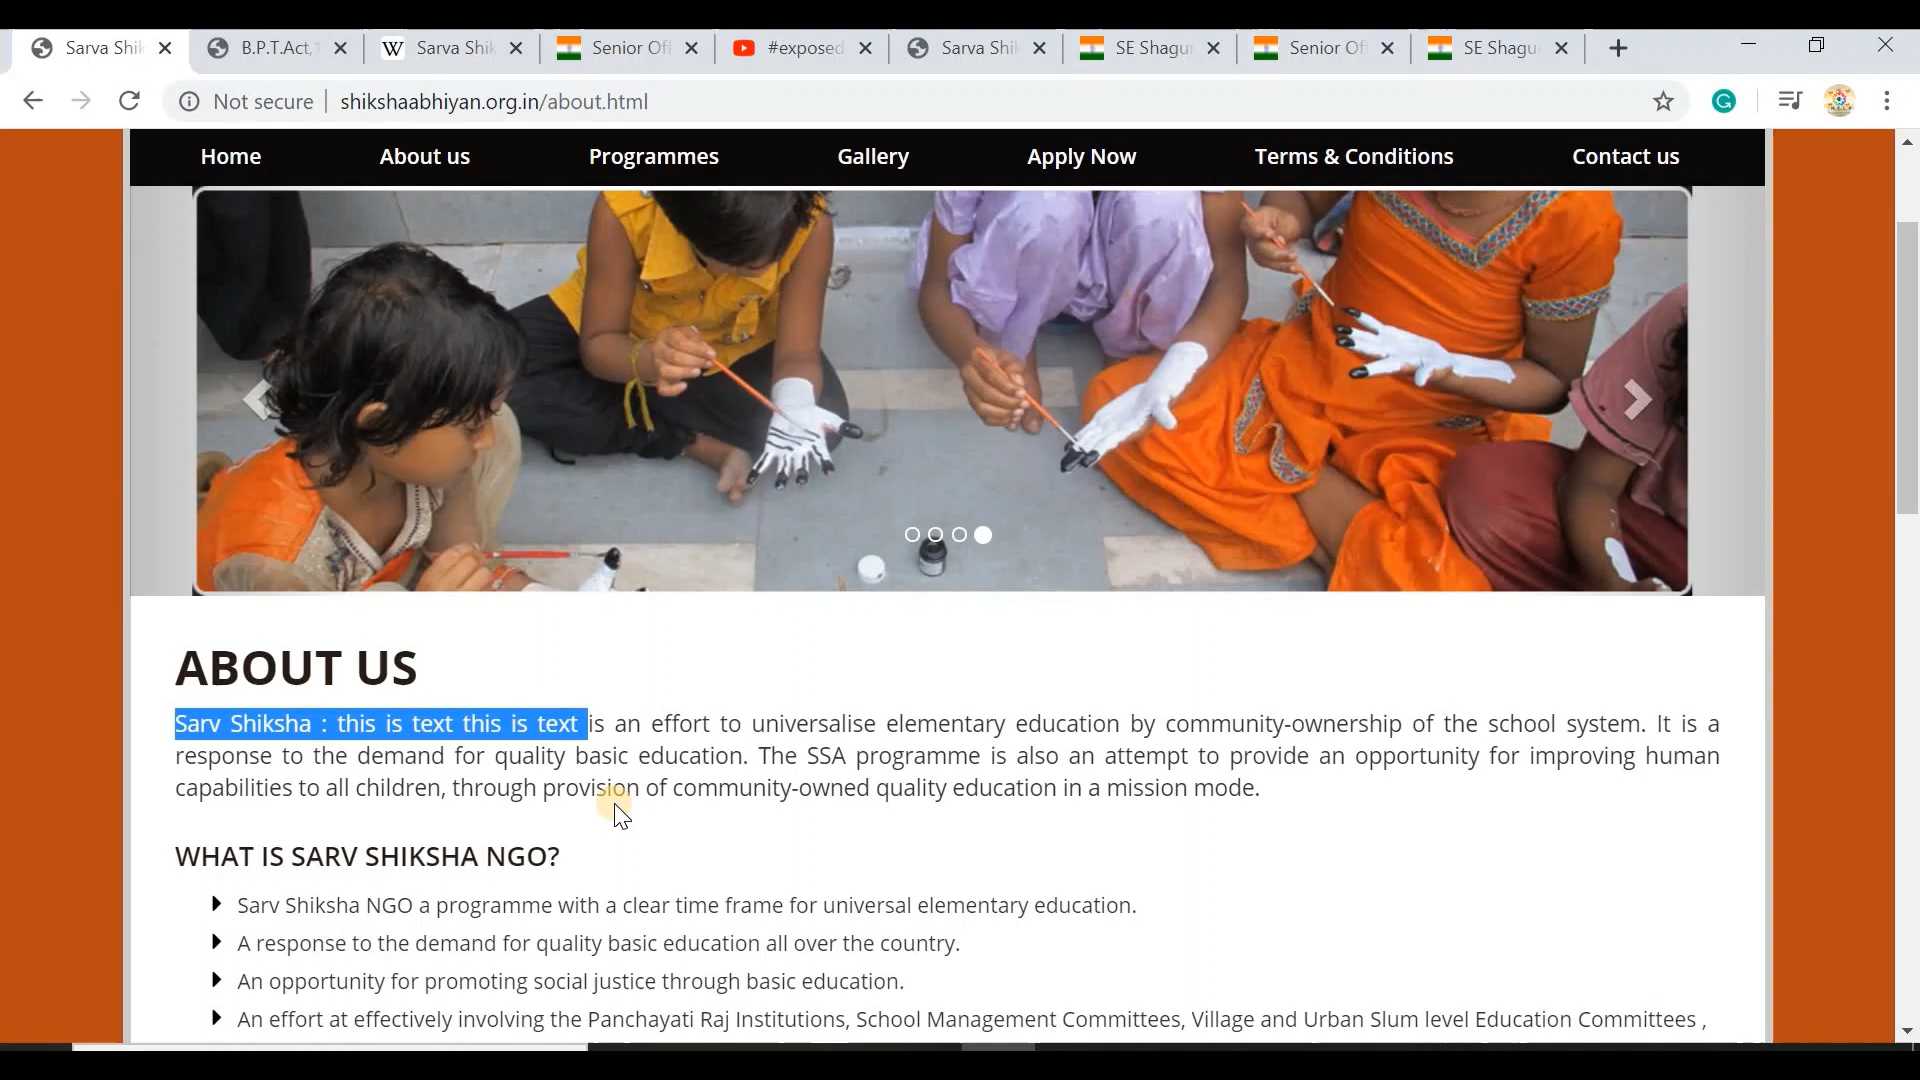 Sarva Shik
B.P.T.Act,
Sarva Shik
Senior Off
#exposed
Sarva Shik
SE Shagu
Senior Of
SE Shagu
Not secure
shikshaabhiyan.org.in/about.html
Home About us Programmes Gallery Apply Now Terms & Conditions Contact us
ABOUT US
Sarv Shiksha : this is text this is text is an effort to universalise elementary education by community-ownership of the school system. It is a
response to the demand for quality basic education. The SSA programme is also an attempt to provide an opportunity for improving human
capabilities to all children, through provision of community-owned quality education in a mission mode.
WHAT IS SARV SHIKSHA NGO?
Sarv Shiksha NGO a programme with a clear time frame for universal elementary education.
A response to the demand for quality basic education all over the country.
An opportunity for promoting social justice through basic education.
An effort at effectively involving the Panchayati Raj Institutions, School Management Committees, Village and Urban Slum level Education Committees ,